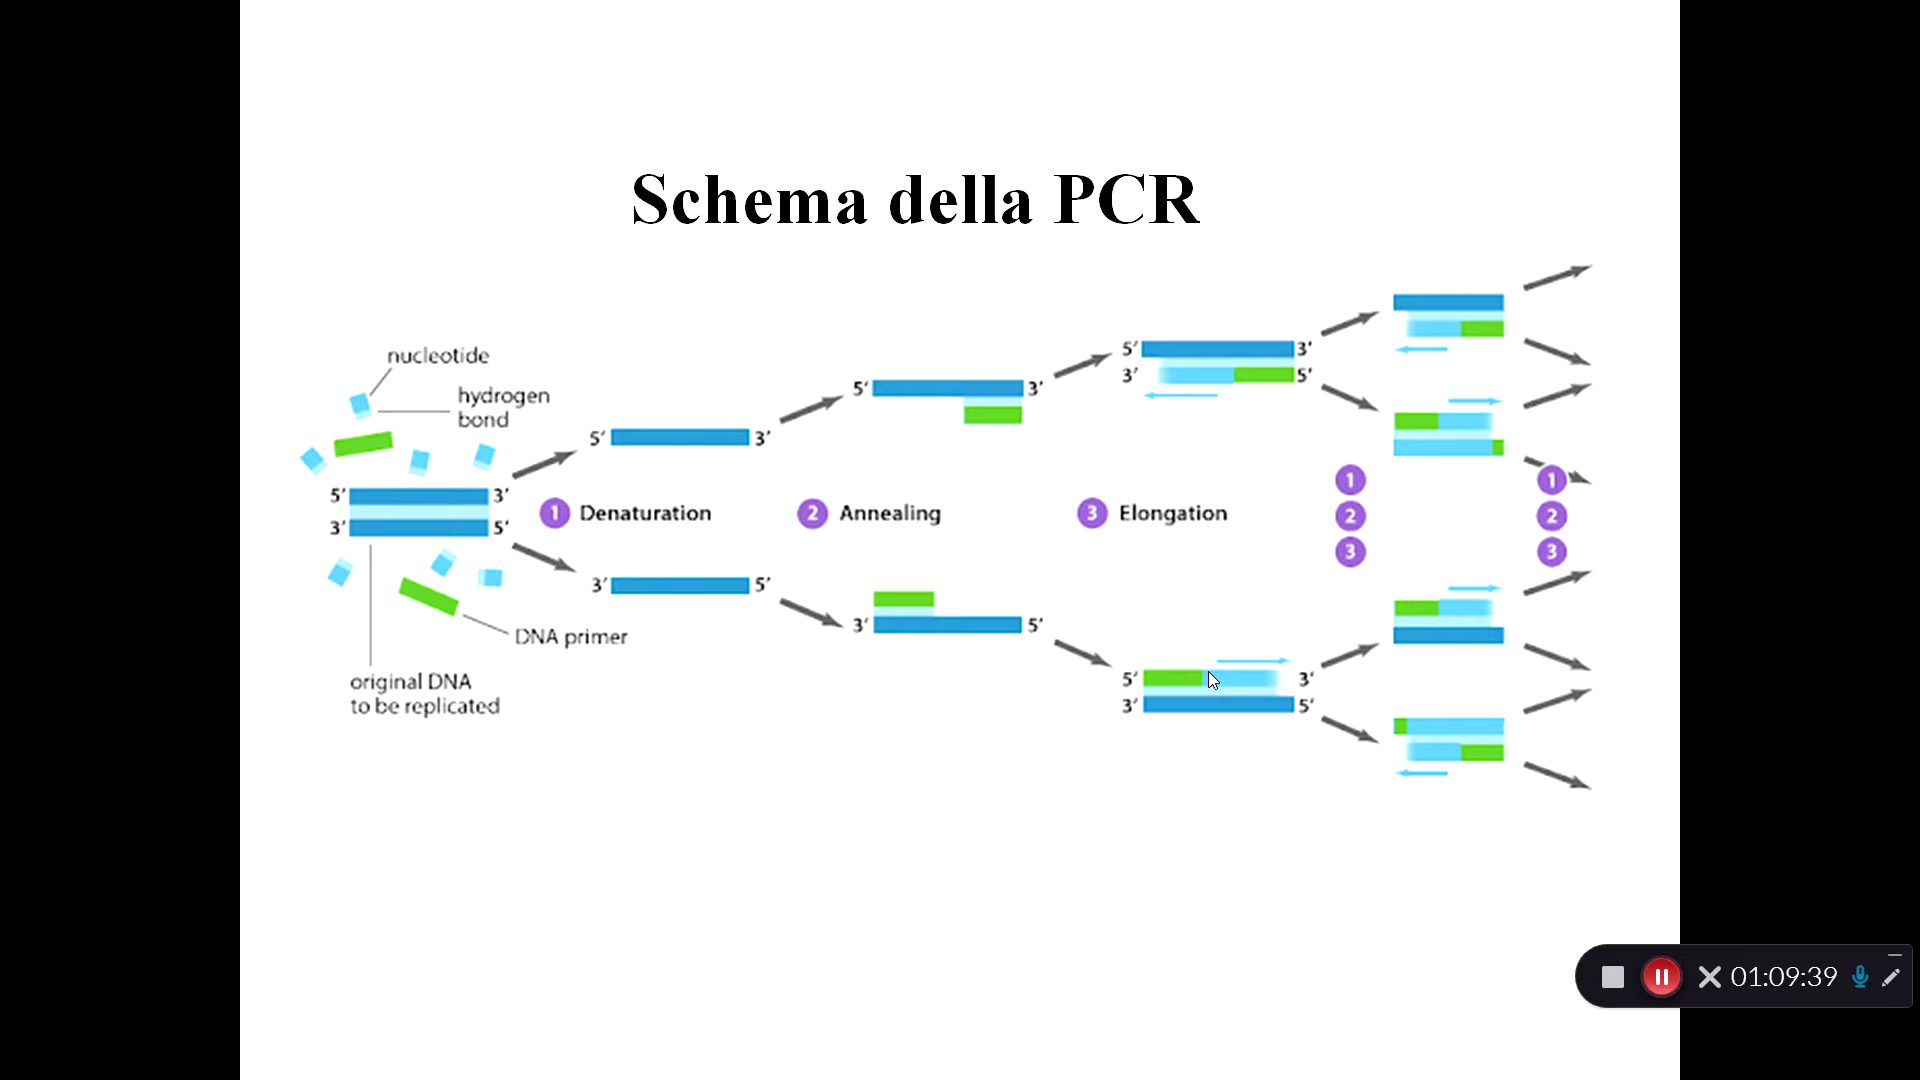 Schema della PCR
nucleotide
hydrogen
bond
5′ 3′
3′ 5′
DNA primer
original DNA
to be replicated
5′ 3′
1 Denaturation
3′ 5′
5′ 3′
2 Annealing
3′ 5′
5′ 3′
3′ 5′
3 Elongation
5′ 3′
3′ 5′
1
2
3
1
2
3
01:09:39